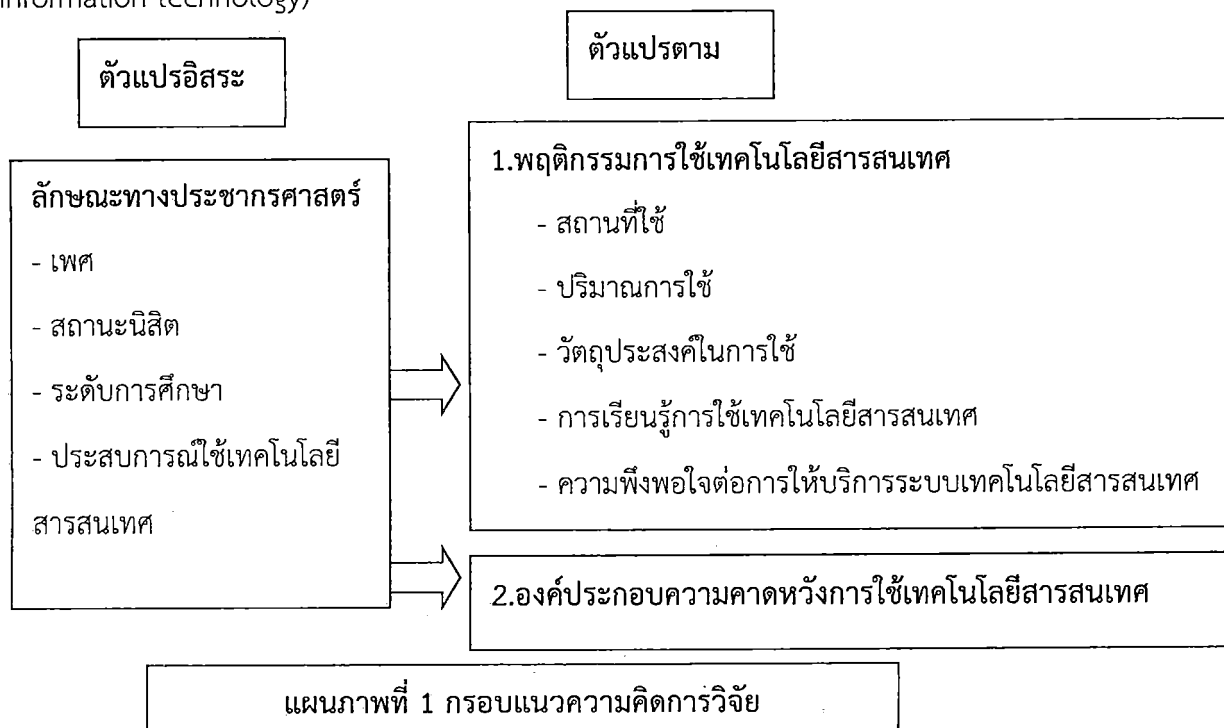 information technology)
ตัวแปรอิสระ
ตัวแปรตาม
ลักษณะทางประชากรศาสตร์
- เพศ
- สถานะนิสิต
- ระดับการศึกษา
- ประสบการณ์ใช้เทคโนโลยี
สารสนเทศ
1.พฤติกรรมการใช้เทคโนโลยีสารสนเทศ
- สถานที่ใช้
- ปริมาณการใช้
- วัตถุประสงค์ในการใช้
- การเรียนรู้การใช้เทคโนโลยีสารสนเทศ
- ความพึงพอใจต่อการให้บริการระบบเทคโนโลยีสารสนเทศ
2.องค์ประกอบความคาดหวังการใช้เทคโนโลยีสารสนเทศ
แผนภาพที่ 1 กรอบแนวความคิดการวิจัย